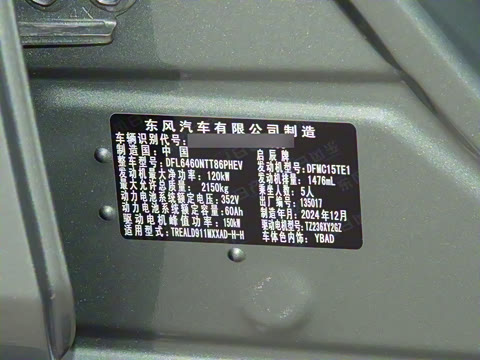 东风汽车有限公司制造
车辆识别代号:
制造国:中国 启辰牌
整车型号:DFL6460NTT86PHEV 发动机型号:DFMC15TE1
发动机最大净功率:120kW 发动机排量:1476mL
最大允许总质量:2150kg 乘坐人数:5人
动力电池系统额定电压:352V 出厂编号:135017
动力电池系统额定容量:60Ah 制造年月:2024年12月
驱动电机峰值功率:150kW 驱动电机型号:TZ236XY2GZ
适用型式:TREALD911WXXAD-H-H 车体色内饰:YBAD